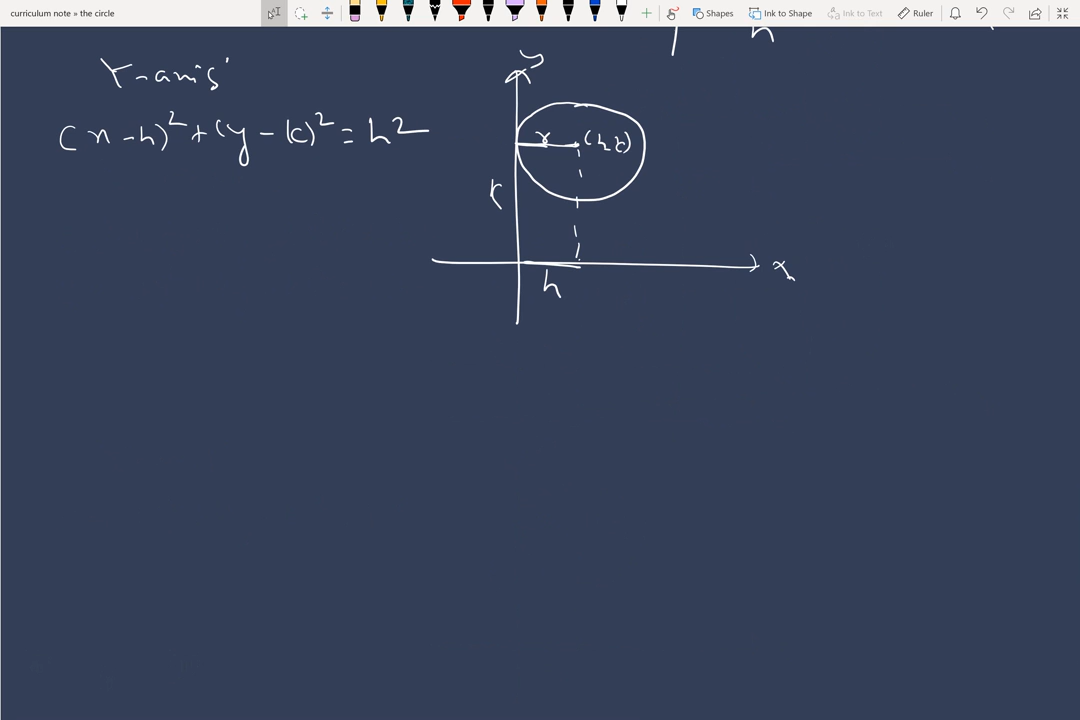 curriculum note » the circle
Shapes
Ink to Shape
Ink to Text
Ruler
h
Y-axis
(x-h)²+(y-k)²=h²
y
r
(h k)
k
h
x